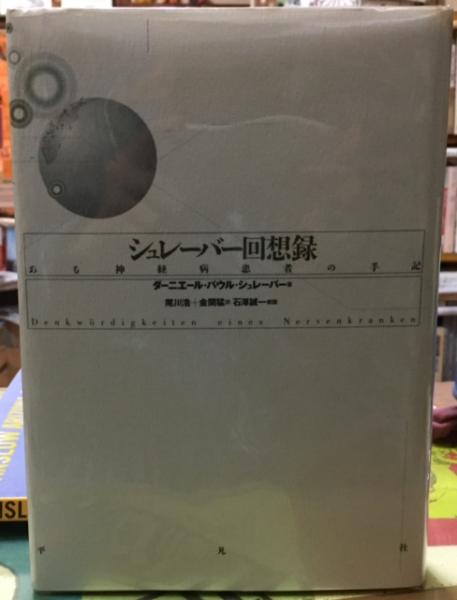 シュレーバー回想録
ある神経病患者の手記
ダーニエール・パウル・シュレーバー 著
尾川浩+金関猛 訳 石澤誠一 解題
Denkwürdigkeiten eines Nervenkranken
平凡社